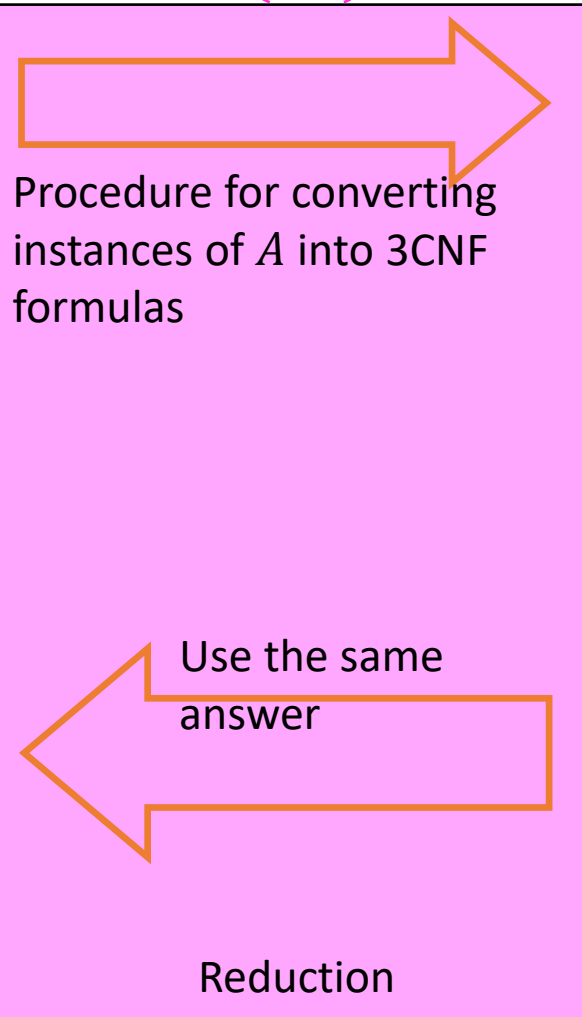 Procedure for converting
instances of 𝐴 into 3CNF
formulas
Use the same
answer
Reduction